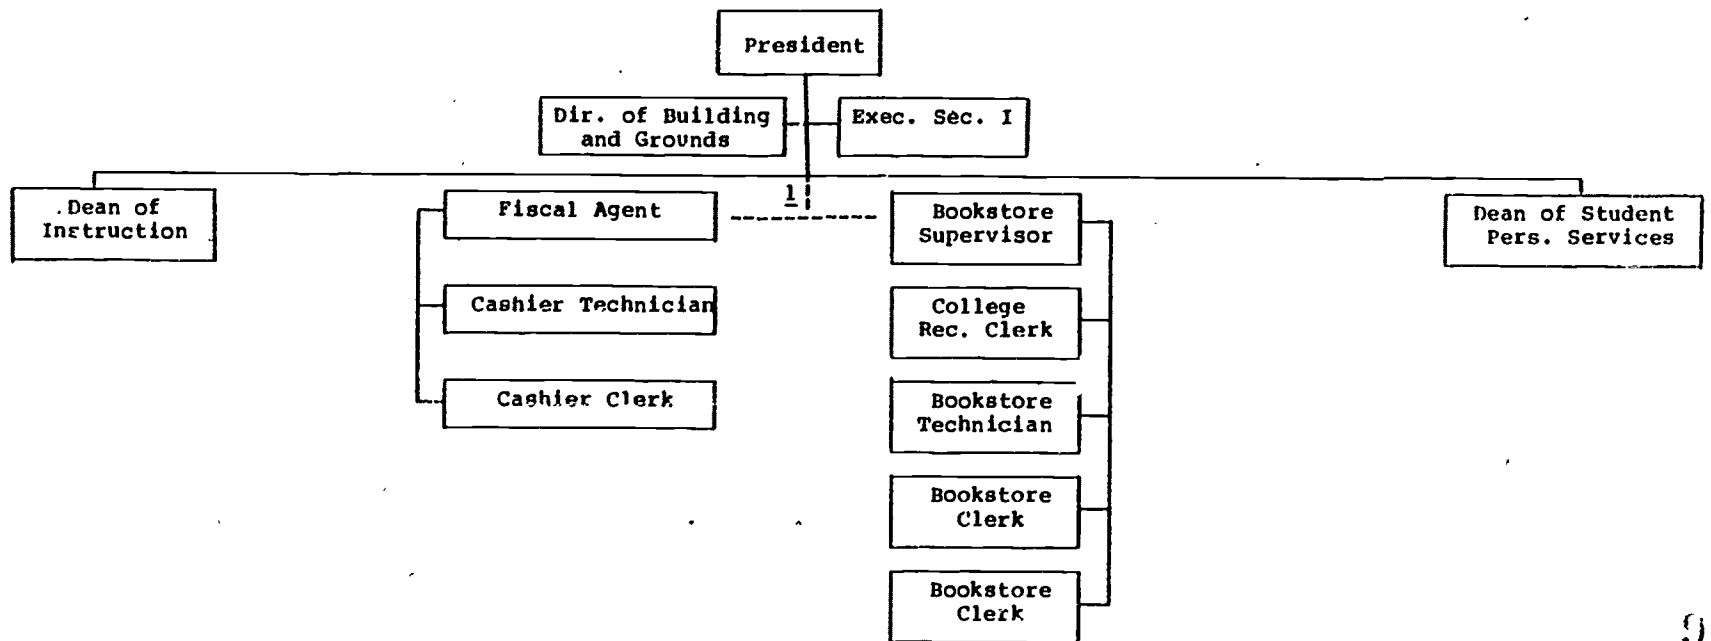 President
Dir. of Building
and Grounds
Exec. Sec. I
1
.Dean of
Instruction
Fiscal Agent
Bookstore
Supervisor
Dean of Student
Pers. Services
Cashier Technician
College
Rec. Clerk
Cashier Clerk
Bookstore
Technician
Bookstore
Clerk
Bookstore
Clerk